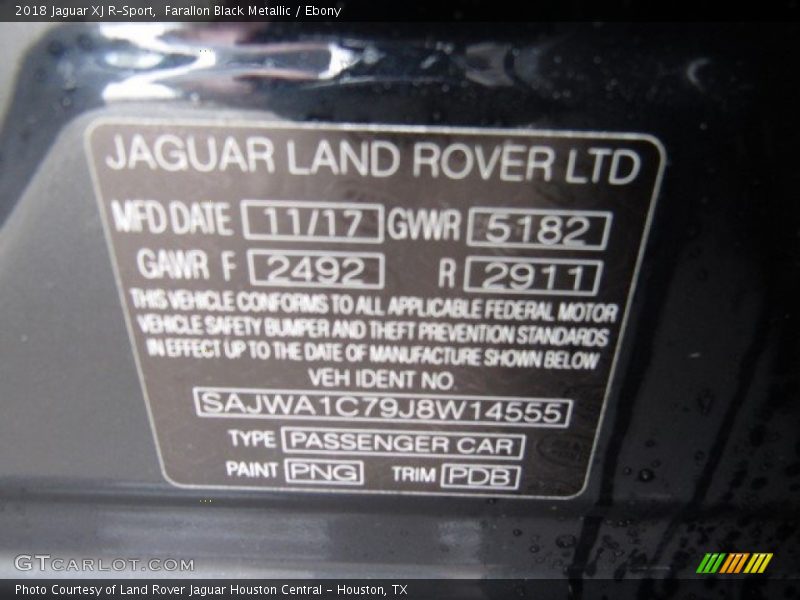 2018 Jaguar XJ R-Sport,  Farallon Black Metallic / Ebony
JAGUAR LAND ROVER LTD
MFD DATE 11/17 GWR 5182
GAWR F 2492 R 2911
THIS VEHICLE CONFORMS TO ALL APPLICABLE FEDERAL MOTOR
VEHICLE SAFETY BUMPER AND THEFT PREVENTION STANDARDS
IN EFFECT UP TO THE DATE OF MANUFACTURE SHOWN BELOW
VEH IDENT NO.
SAJWA1C79J8W14555
TYPE PASSENGER CAR
PAINT PNG TRIM PDB
GTCARLOT.COM
Photo Courtesy of Land Rover Jaguar Houston Central - Houston, TX